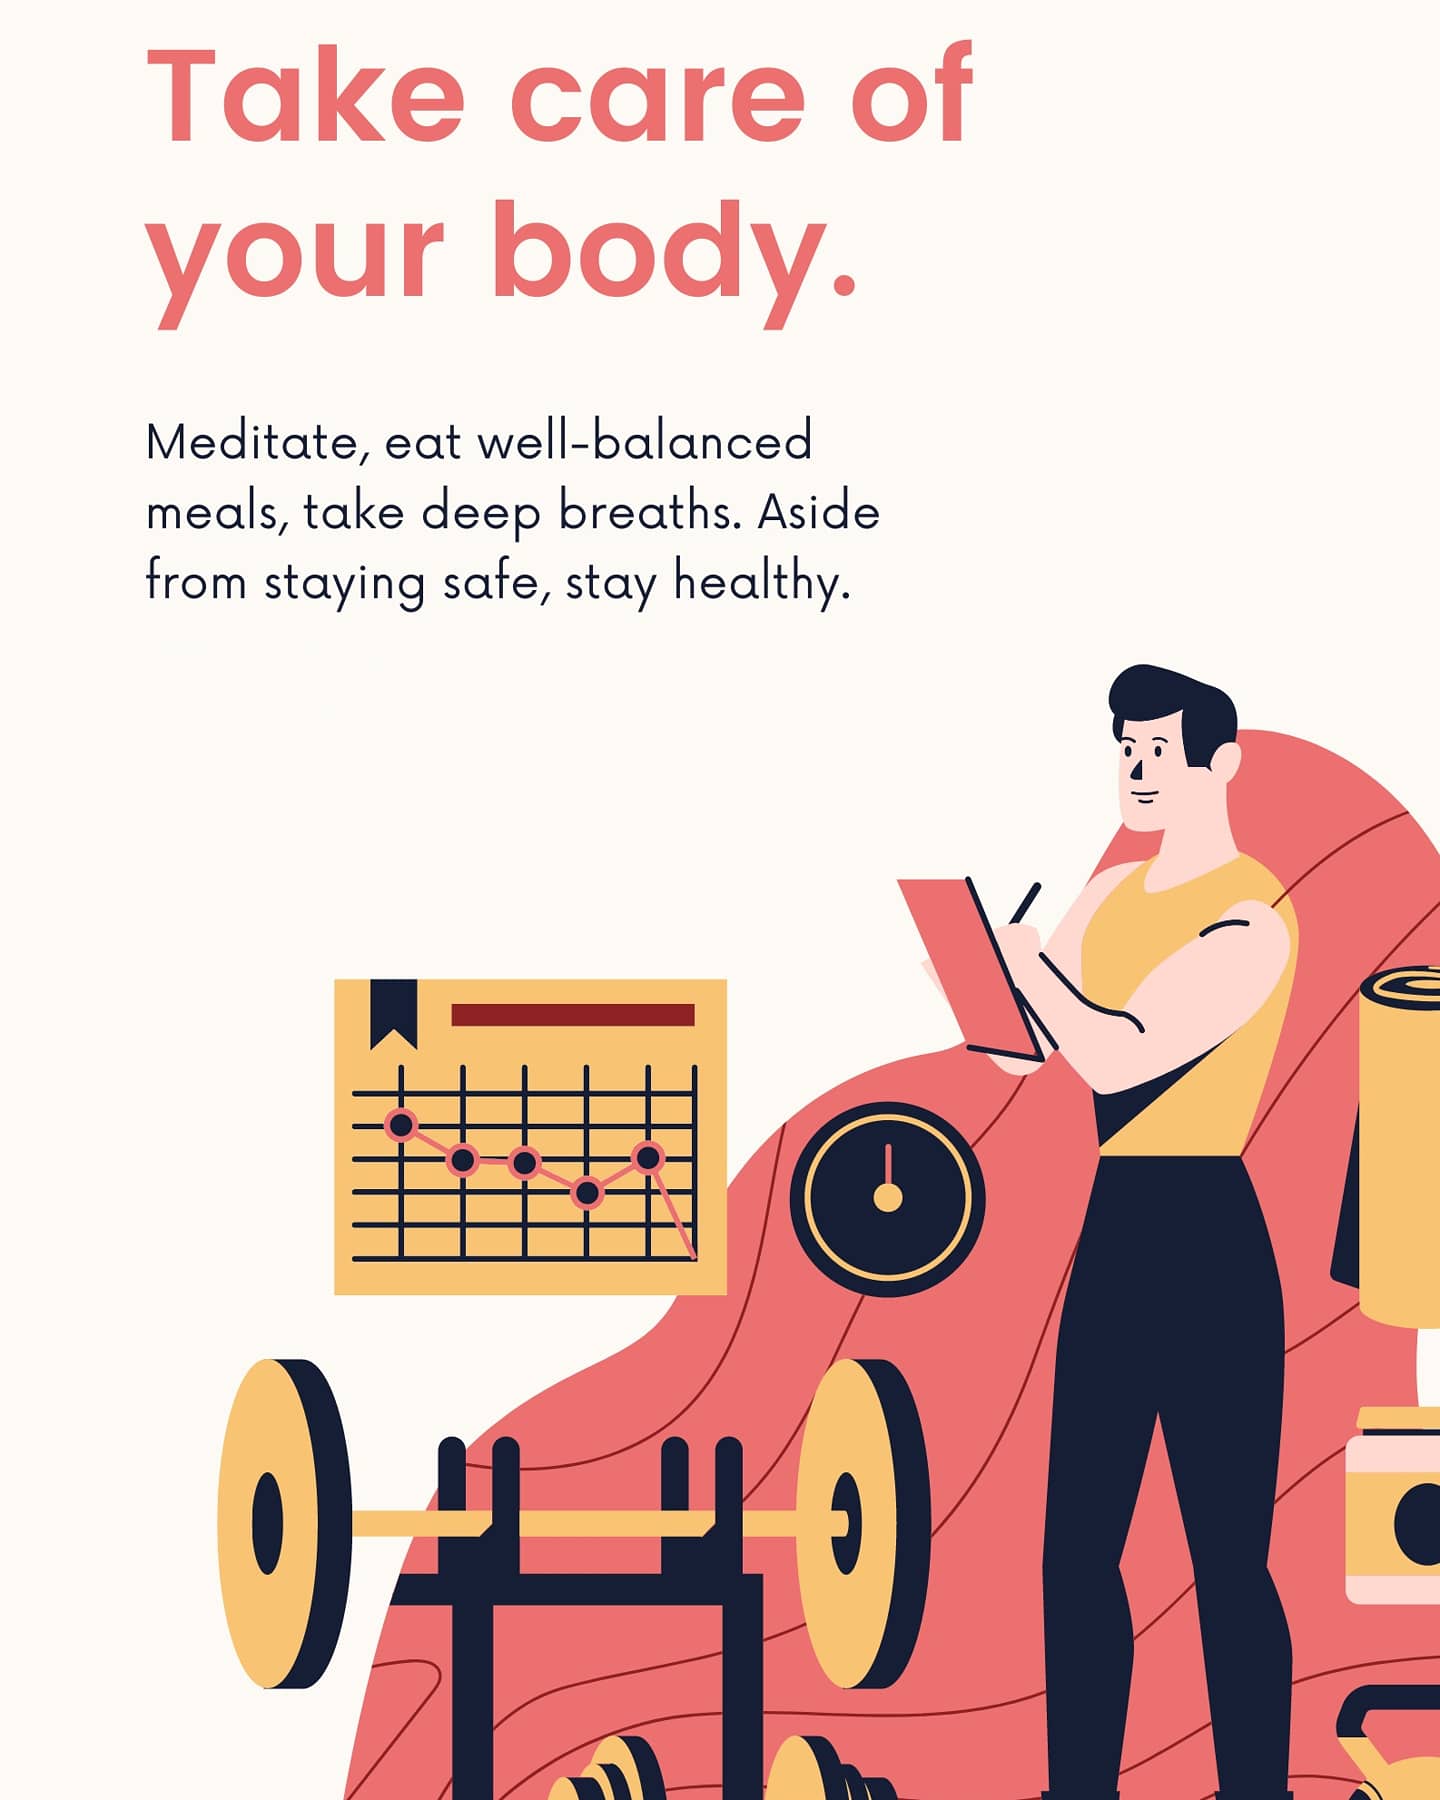 Take care of
your body.
Meditate, eat well-balanced
meals, take deep breaths. Aside
from staying safe, stay healthy.